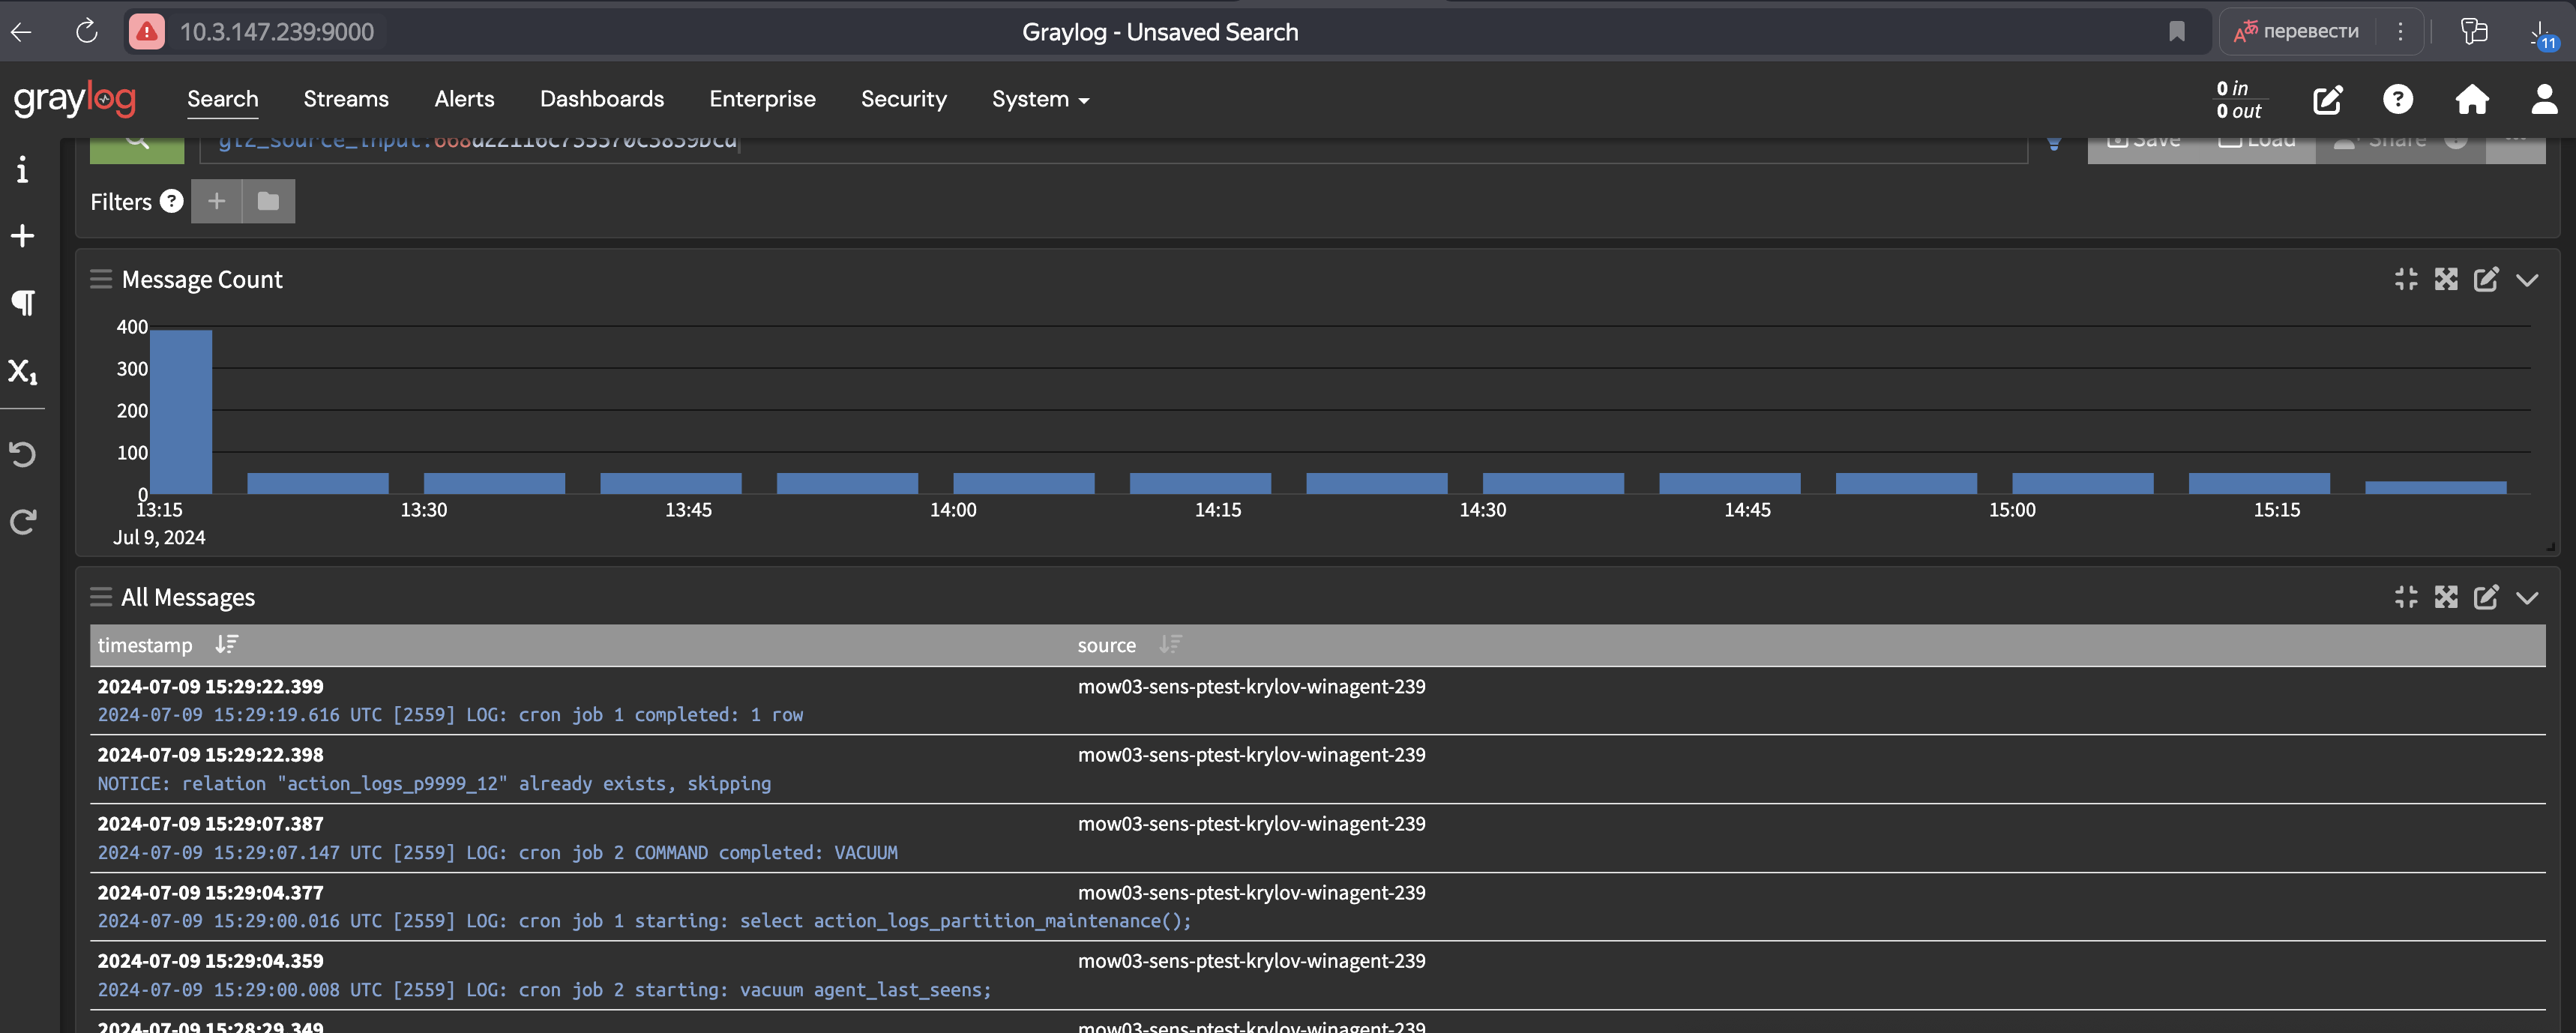 10.3.147.239:9000
Graylog - Unsaved Search
перевести
11
graylog
Search Streams Alerts Dashboards Enterprise Security System
0 in
0 out
Save Load Share
Filters
Message Count
400
300
200
100
0
13:15 13:30 13:45 14:00 14:15 14:30 14:45 15:00 15:15
Jul 9, 2024
All Messages
timestamp source
2024-07-09 15:29:22.399 mow03-sens-ptest-krylov-winagent-239
2024-07-09 15:29:19.616 UTC [2559] LOG: cron job 1 completed: 1 row
2024-07-09 15:29:22.398 mow03-sens-ptest-krylov-winagent-239
NOTICE: relation "action_logs_p9999_12" already exists, skipping
2024-07-09 15:29:07.387 mow03-sens-ptest-krylov-winagent-239
2024-07-09 15:29:07.147 UTC [2559] LOG: cron job 2 COMMAND completed: VACUUM
2024-07-09 15:29:04.377 mow03-sens-ptest-krylov-winagent-239
2024-07-09 15:29:00.016 UTC [2559] LOG: cron job 1 starting: select action_logs_partition_maintenance();
2024-07-09 15:29:04.359 mow03-sens-ptest-krylov-winagent-239
2024-07-09 15:29:00.008 UTC [2559] LOG: cron job 2 starting: vacuum agent_last_seens;
2024-07-09 15:28:29.349 mow03-sens-ptest-krylov-winagent-239